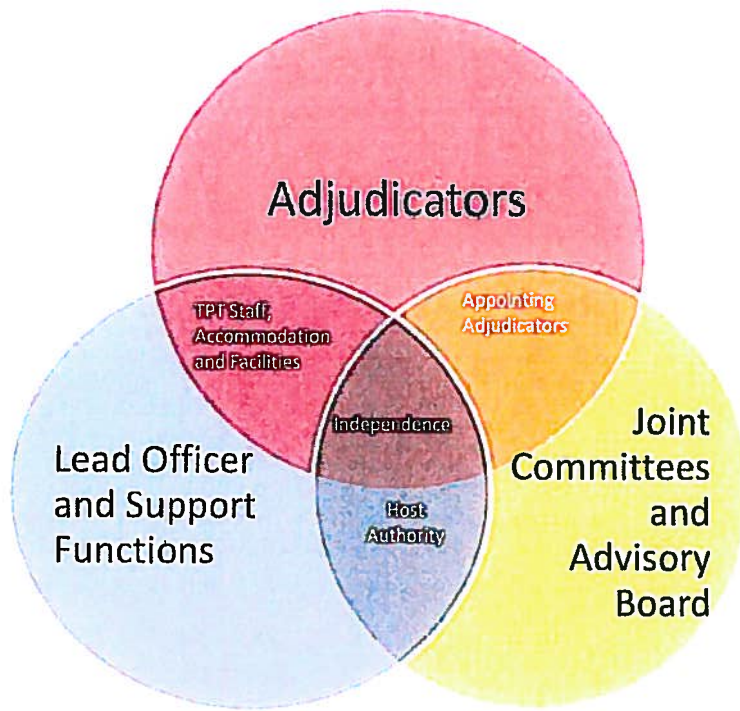 Adjudicators
TPT Staff,
Accommodation
and Facilities
Appointing
Adjudicators
Independence
Lead Officer
and Support
Functions
Host
Authority
Joint
Committees
and
Advisory
Board